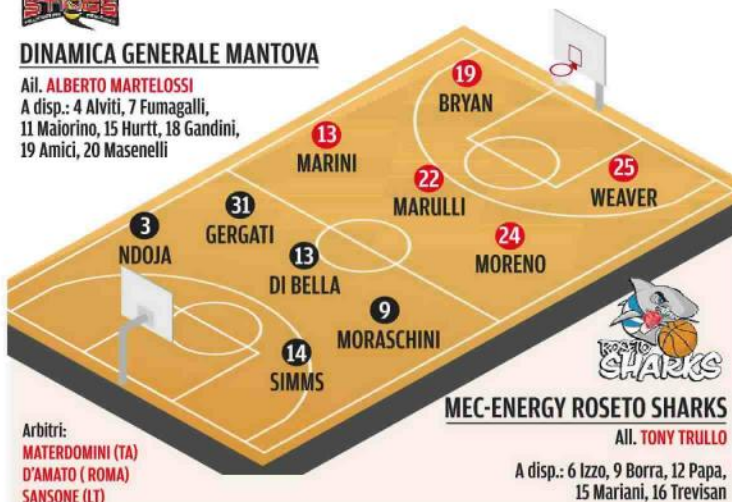 STINGS
DINAMICA GENERALE MANTOVA
Ail. ALBERTO MARTELOSSI
A disp.: 4 Alviti, 7 Fumagalli,
11 Maiorino, 15 Hurtt, 18 Gandini,
19 Amici, 20 Masenelli
19
BRYAN
13
MARINI
25
WEAVER
22
MARULLI
24
MORENO
31
GERGATI
3
NDOJA
13
DI BELLA
9
MORASCHINI
14
SIMMS
ROSETO
SHARKS
MEC-ENERGY ROSETO SHARKS
All. TONY TRULLO
A disp.: 6 Izzo, 9 Borra, 12 Papa,
15 Mariani, 16 Trevisan
Arbitri:
MATERDOMINI (TA)
D'AMATO ( ROMA)
SANSONE (LT)